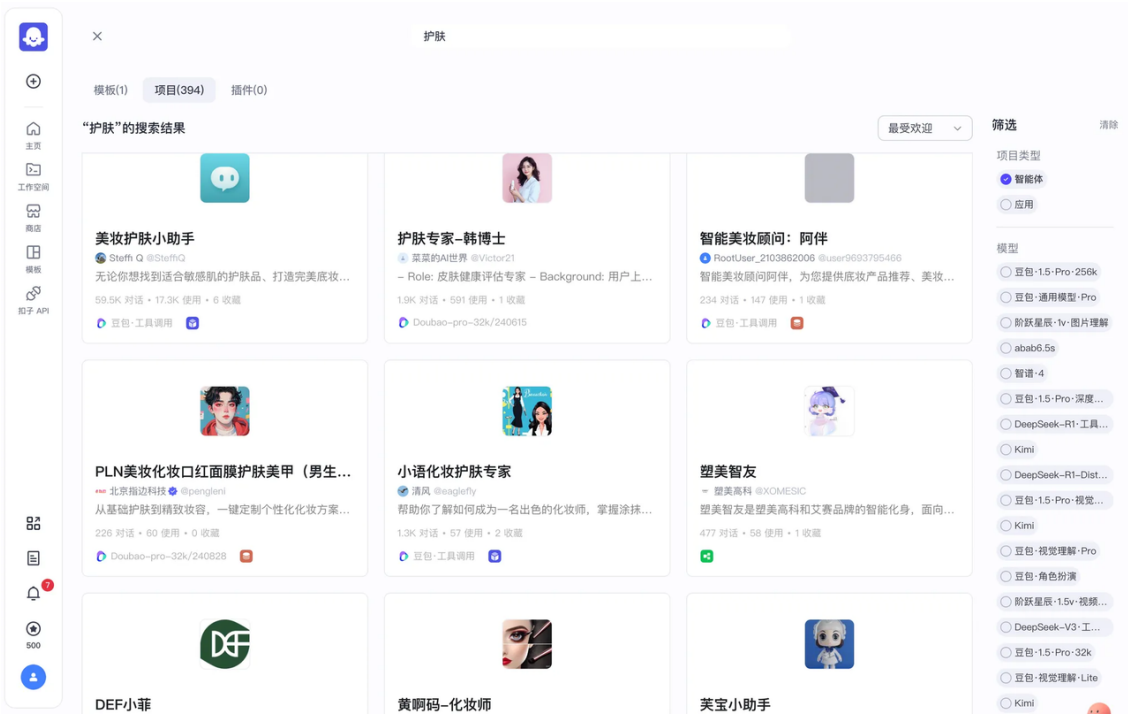 护肤
模板(1)
项目(394)
插件(0)
“护肤”的搜索结果
最受欢迎
主页
工作空间
商店
模板
扣子 API
7
500
美妆护肤小助手
Steffi Q @SteffiQ
无论你想找到适合敏感肌的护肤品、打造完美底妆...
59.5K 对话 • 17.3K 使用 • 6 收藏
豆包·工具调用
护肤专家-韩博士
菜菜的AI世界 @Victor21
- Role: 皮肤健康评估专家 - Background: 用户上...
1.9K 对话 • 591 使用 • 1 收藏
Doubao-pro-32k/240615
智能美妆顾问：阿伴
RootUser_2103862006 @user9693795466
智能美妆顾问阿伴，为您提供底妆产品推荐、美妆...
234 对话 • 147 使用 • 1 收藏
豆包·工具调用
PLN美妆化妆口红面膜护肤美甲（男生...
北京指边科技 @pengleni
从基础护肤到精致妆容，一键定制个性化化妆方案...
226 对话 • 60 使用 • 0 收藏
Doubao-pro-32k/240828
小语化妆护肤专家
清风 @eaglefly
帮助你了解如何成为一名出色的化妆师，掌握涂抹...
1.3K 对话 • 57 使用 • 2 收藏
豆包·工具调用
塑美智友
塑美高科 @XOMESIC
塑美智友是塑美高科和艾赛品牌的智能化身，面向...
477 对话 • 58 使用 • 1 收藏
DEF
DEF小菲
黄啊码-化妆师
芙宝小助手
筛选
清除
项目类型
智能体
应用
模型
豆包·1.5·Pro·256k
豆包·通用模型·Pro
阶跃星辰·1v·图片理解
abab6.5s
智谱·4
豆包·1.5·Pro·深度...
DeepSeek-R1·工具...
Kimi
DeepSeek-R1-Dist...
豆包·1.5·Pro·视觉...
Kimi
豆包·视觉理解·Pro
豆包·角色扮演
阶跃星辰·1.5v·视频...
DeepSeek-V3·工...
豆包·1.5·Pro·32k
豆包·视觉理解·Lite
Kimi